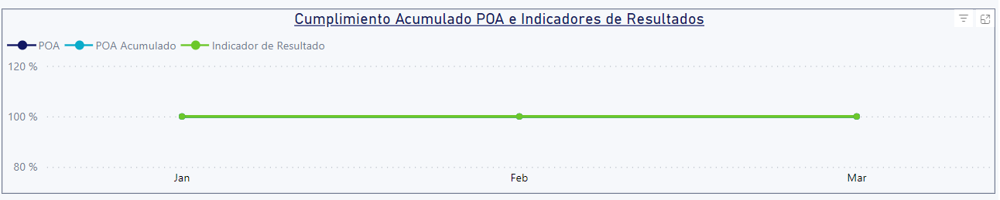 Cumplimiento Acumulado POA e Indicadores de Resultados
POA POA Acumulado Indicador de Resultado
120 %
100 %
80 %
Jan Feb Mar